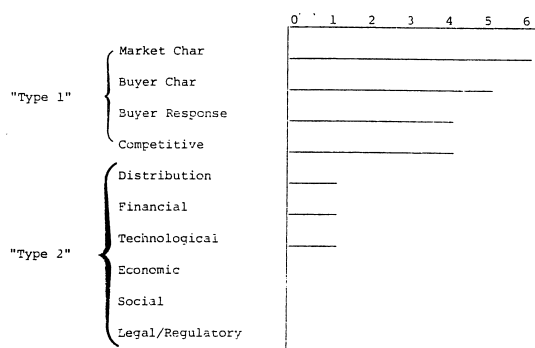 0 1 2 3 4 5 6
Market Char
Buyer Char
"Type 1"
Buyer Response
Competitive
Distribution
Financial
Technological
"Type 2"
Economic
Social
Legal/Regulatory